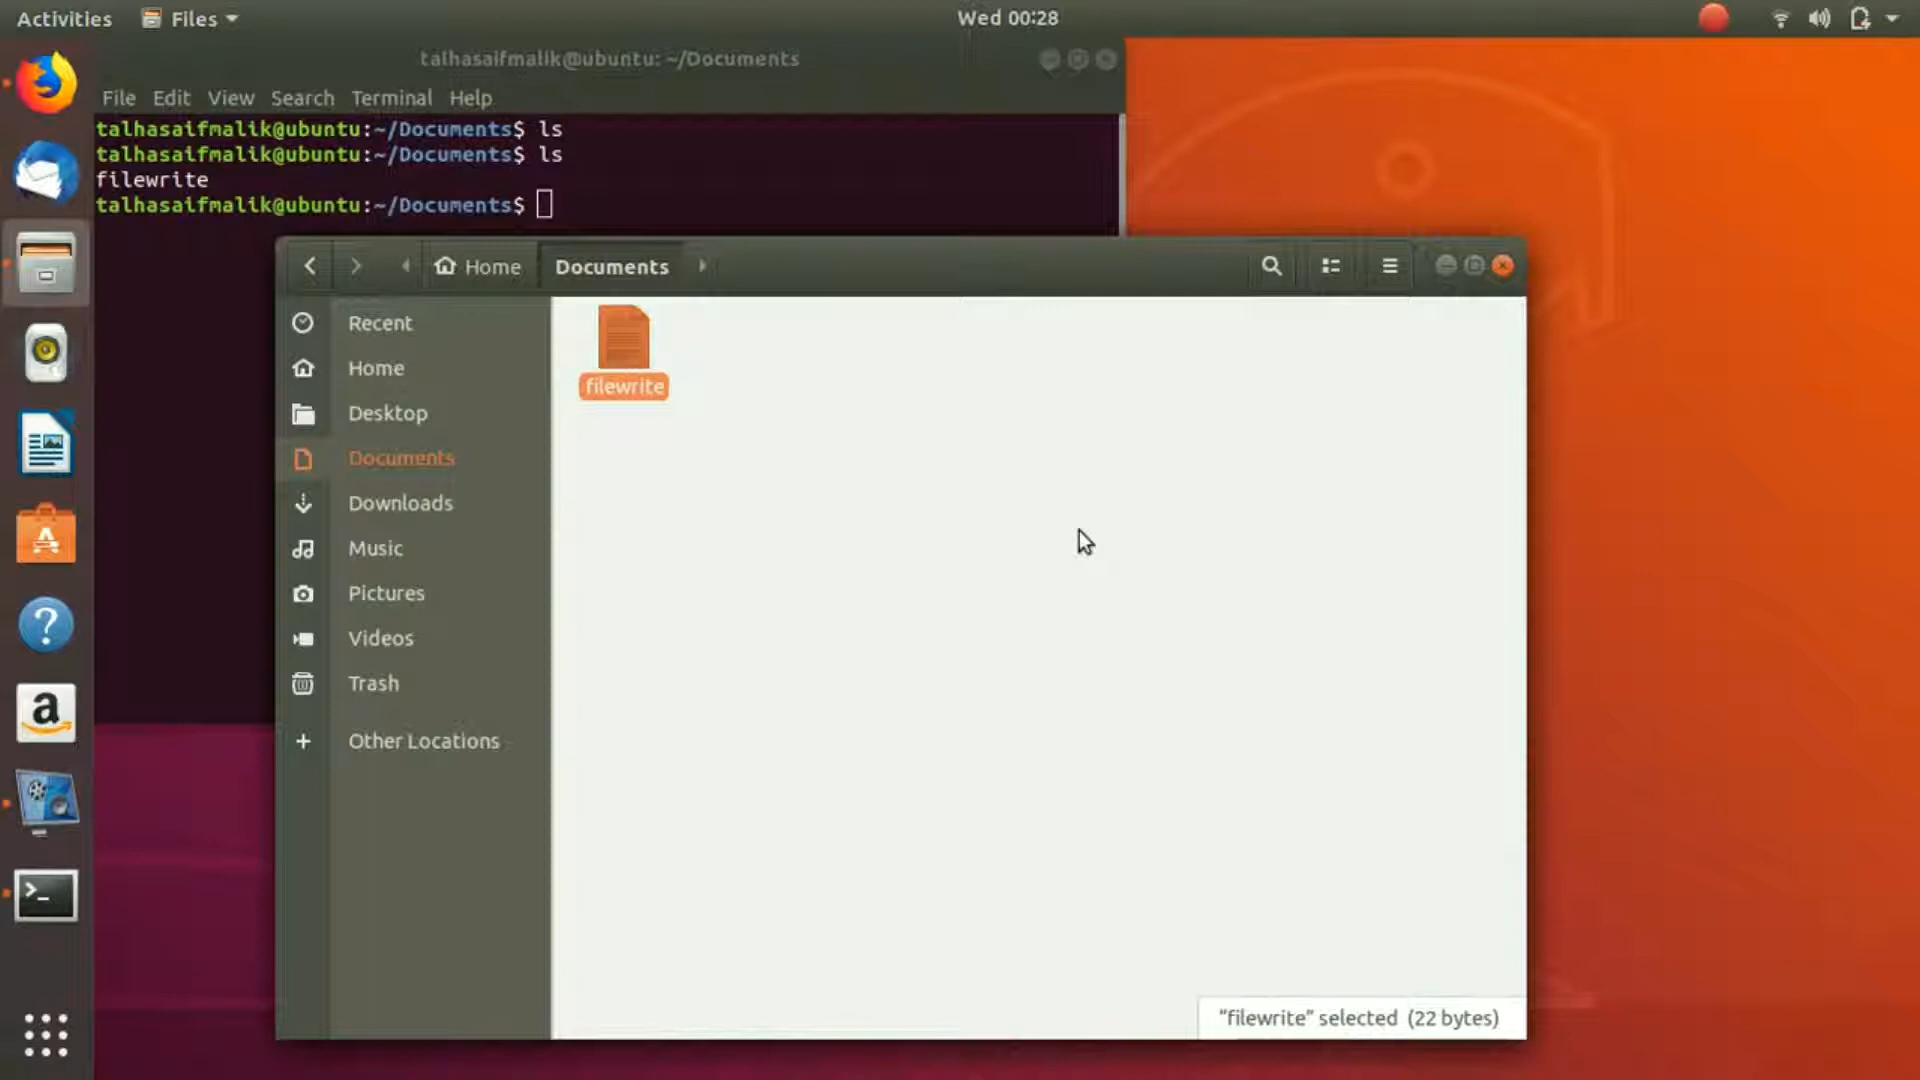 Activities Files Wed 00:28
talhasaifmalik@ubuntu: ~/Documents
File Edit View Search Terminal Help
talhasaifmalik@ubuntu:~/Documents$ ls
talhasaifmalik@ubuntu:~/Documents$ ls
filewrite
talhasaifmalik@ubuntu:~/Documents$
Home Documents
Recent
Home
Desktop
Documents
Downloads
Music
Pictures
Videos
Trash
Other Locations
filewrite
"filewrite" selected (22 bytes)